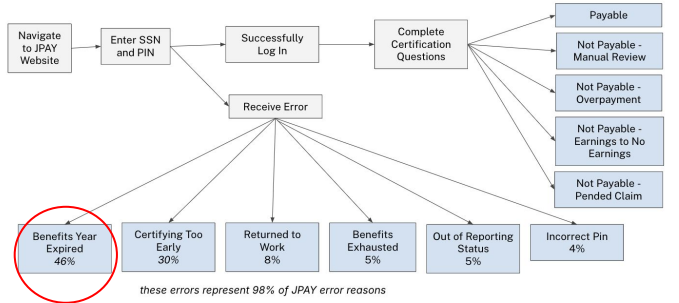 Navigate
to JPAY
Website
Enter SSN
and PIN
Successfully
Log In
Complete
Certification
Questions
Payable
Not Payable -
Manual Review
Not Payable -
Overpayment
Not Payable -
Earnings to No
Earnings
Not Payable -
Pended Claim
Receive Error
Benefits Year
Expired
46%
Certifying Too
Early
30%
Returned to
Work
8%
Benefits
Exhausted
5%
Out of Reporting
Status
5%
Incorrect Pin
4%
these errors represent 98% of JPAY error reasons